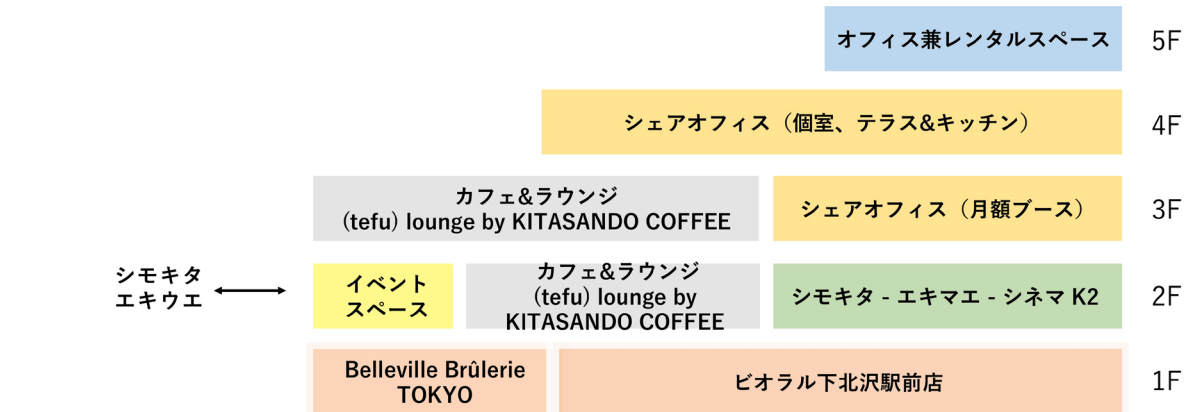 オフィス兼レンタルスペース
5F
シェアオフィス（個室、テラス&キッチン）
4F
カフェ&ラウンジ
(tefu) lounge by KITASANDO COFFEE
シェアオフィス（月額ブース）
3F
シモキタ
エキウエ
イベント
スペース
カフェ&ラウンジ
(tefu) lounge by
KITASANDO COFFEE
シモキタ - エキマエ - シネマ K2
2F
Belleville Brûlerie
TOKYO
ビオラル下北沢駅前店
1F